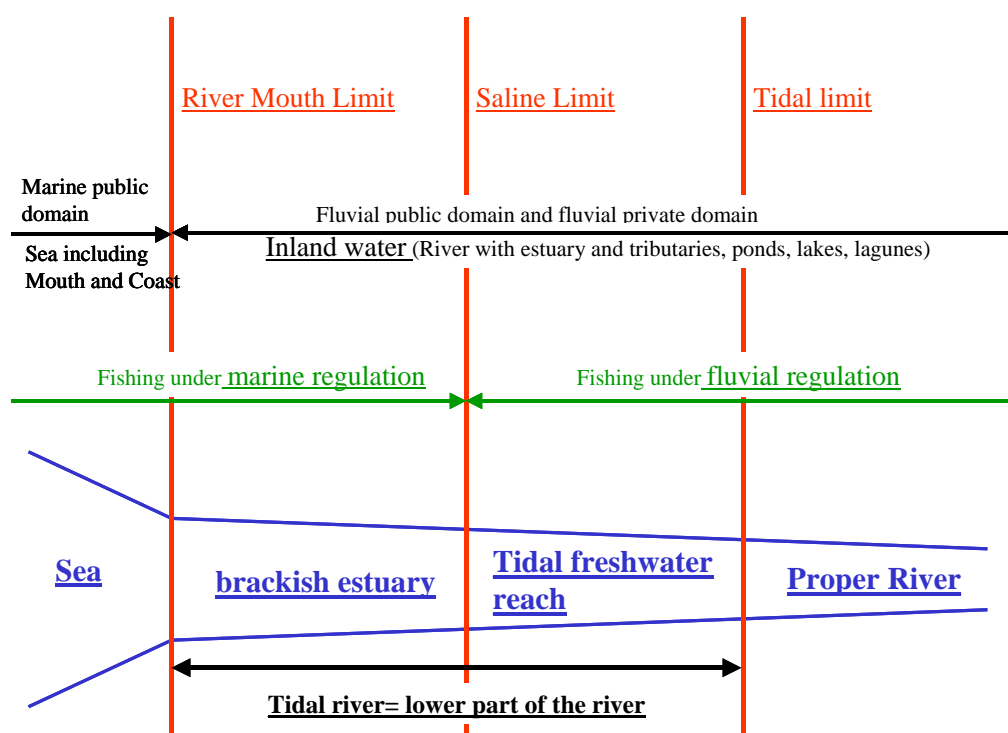 River Mouth Limit
Saline Limit
Tidal limit
Marine public
domain
Fluvial public domain and fluvial private domain
Sea including
Mouth and Coast
Inland water (River with estuary and tributaries, ponds, lakes, lagunes)
Fishing under marine regulation
Fishing under fluvial regulation
Sea
brackish estuary
Tidal freshwater
reach
Proper River
Tidal river= lower part of the river